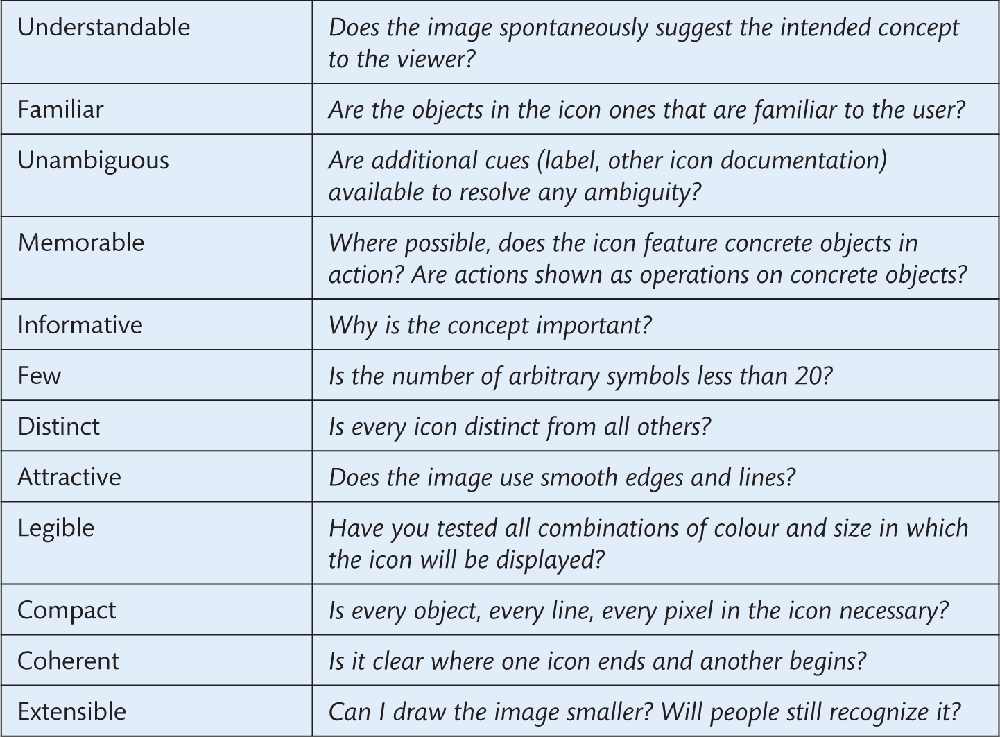 Understandable
Does the image spontaneously suggest the intended concept
to the viewer?
Familiar
Are the objects in the icon ones that are familiar to the user?
Unambiguous
Are additional cues (label, other icon documentation)
available to resolve any ambiguity?
Memorable
Where possible, does the icon feature concrete objects in
action? Are actions shown as operations on concrete objects?
Informative
Why is the concept important?
Few
Is the number of arbitrary symbols less than 20?
Distinct
Is every icon distinct from all others?
Attractive
Does the image use smooth edges and lines?
Legible
Have you tested all combinations of colour and size in which
the icon will be displayed?
Compact
Is every object, every line, every pixel in the icon necessary?
Coherent
Is it clear where one icon ends and another begins?
Extensible
Can I draw the image smaller? Will people still recognize it?